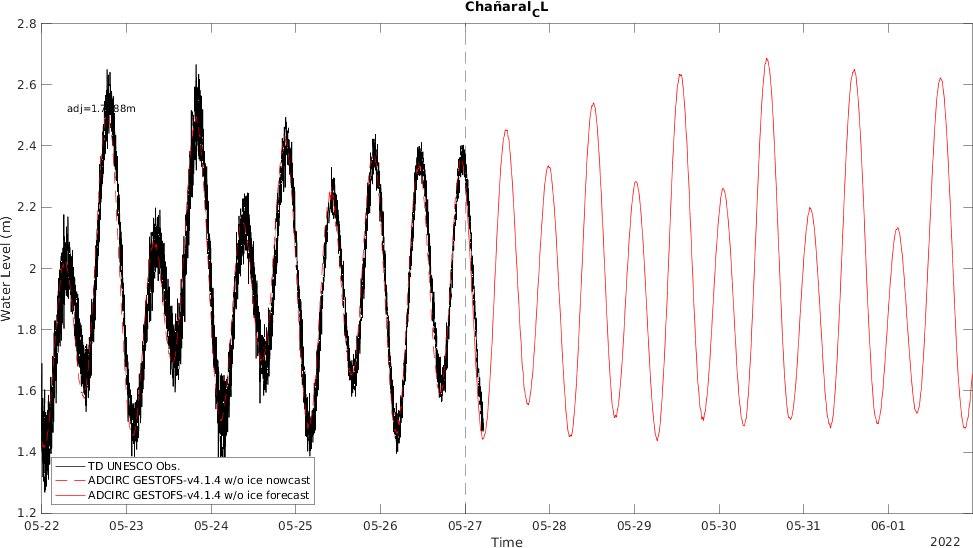 Chañaral_CL
2.8
2.6
2.4
2.2
2
1.8
1.6
1.4
1.2
Water Level (m)
TD UNESCO Obs.
ADCIRC GESTOFS-v4.1.4 w/o ice nowcast
ADCIRC GESTOFS-v4.1.4 w/o ice forecast
05-22 05-23 05-24 05-25 05-26 05-27 05-28 05-29 05-30 05-31 06-01
Time
2022